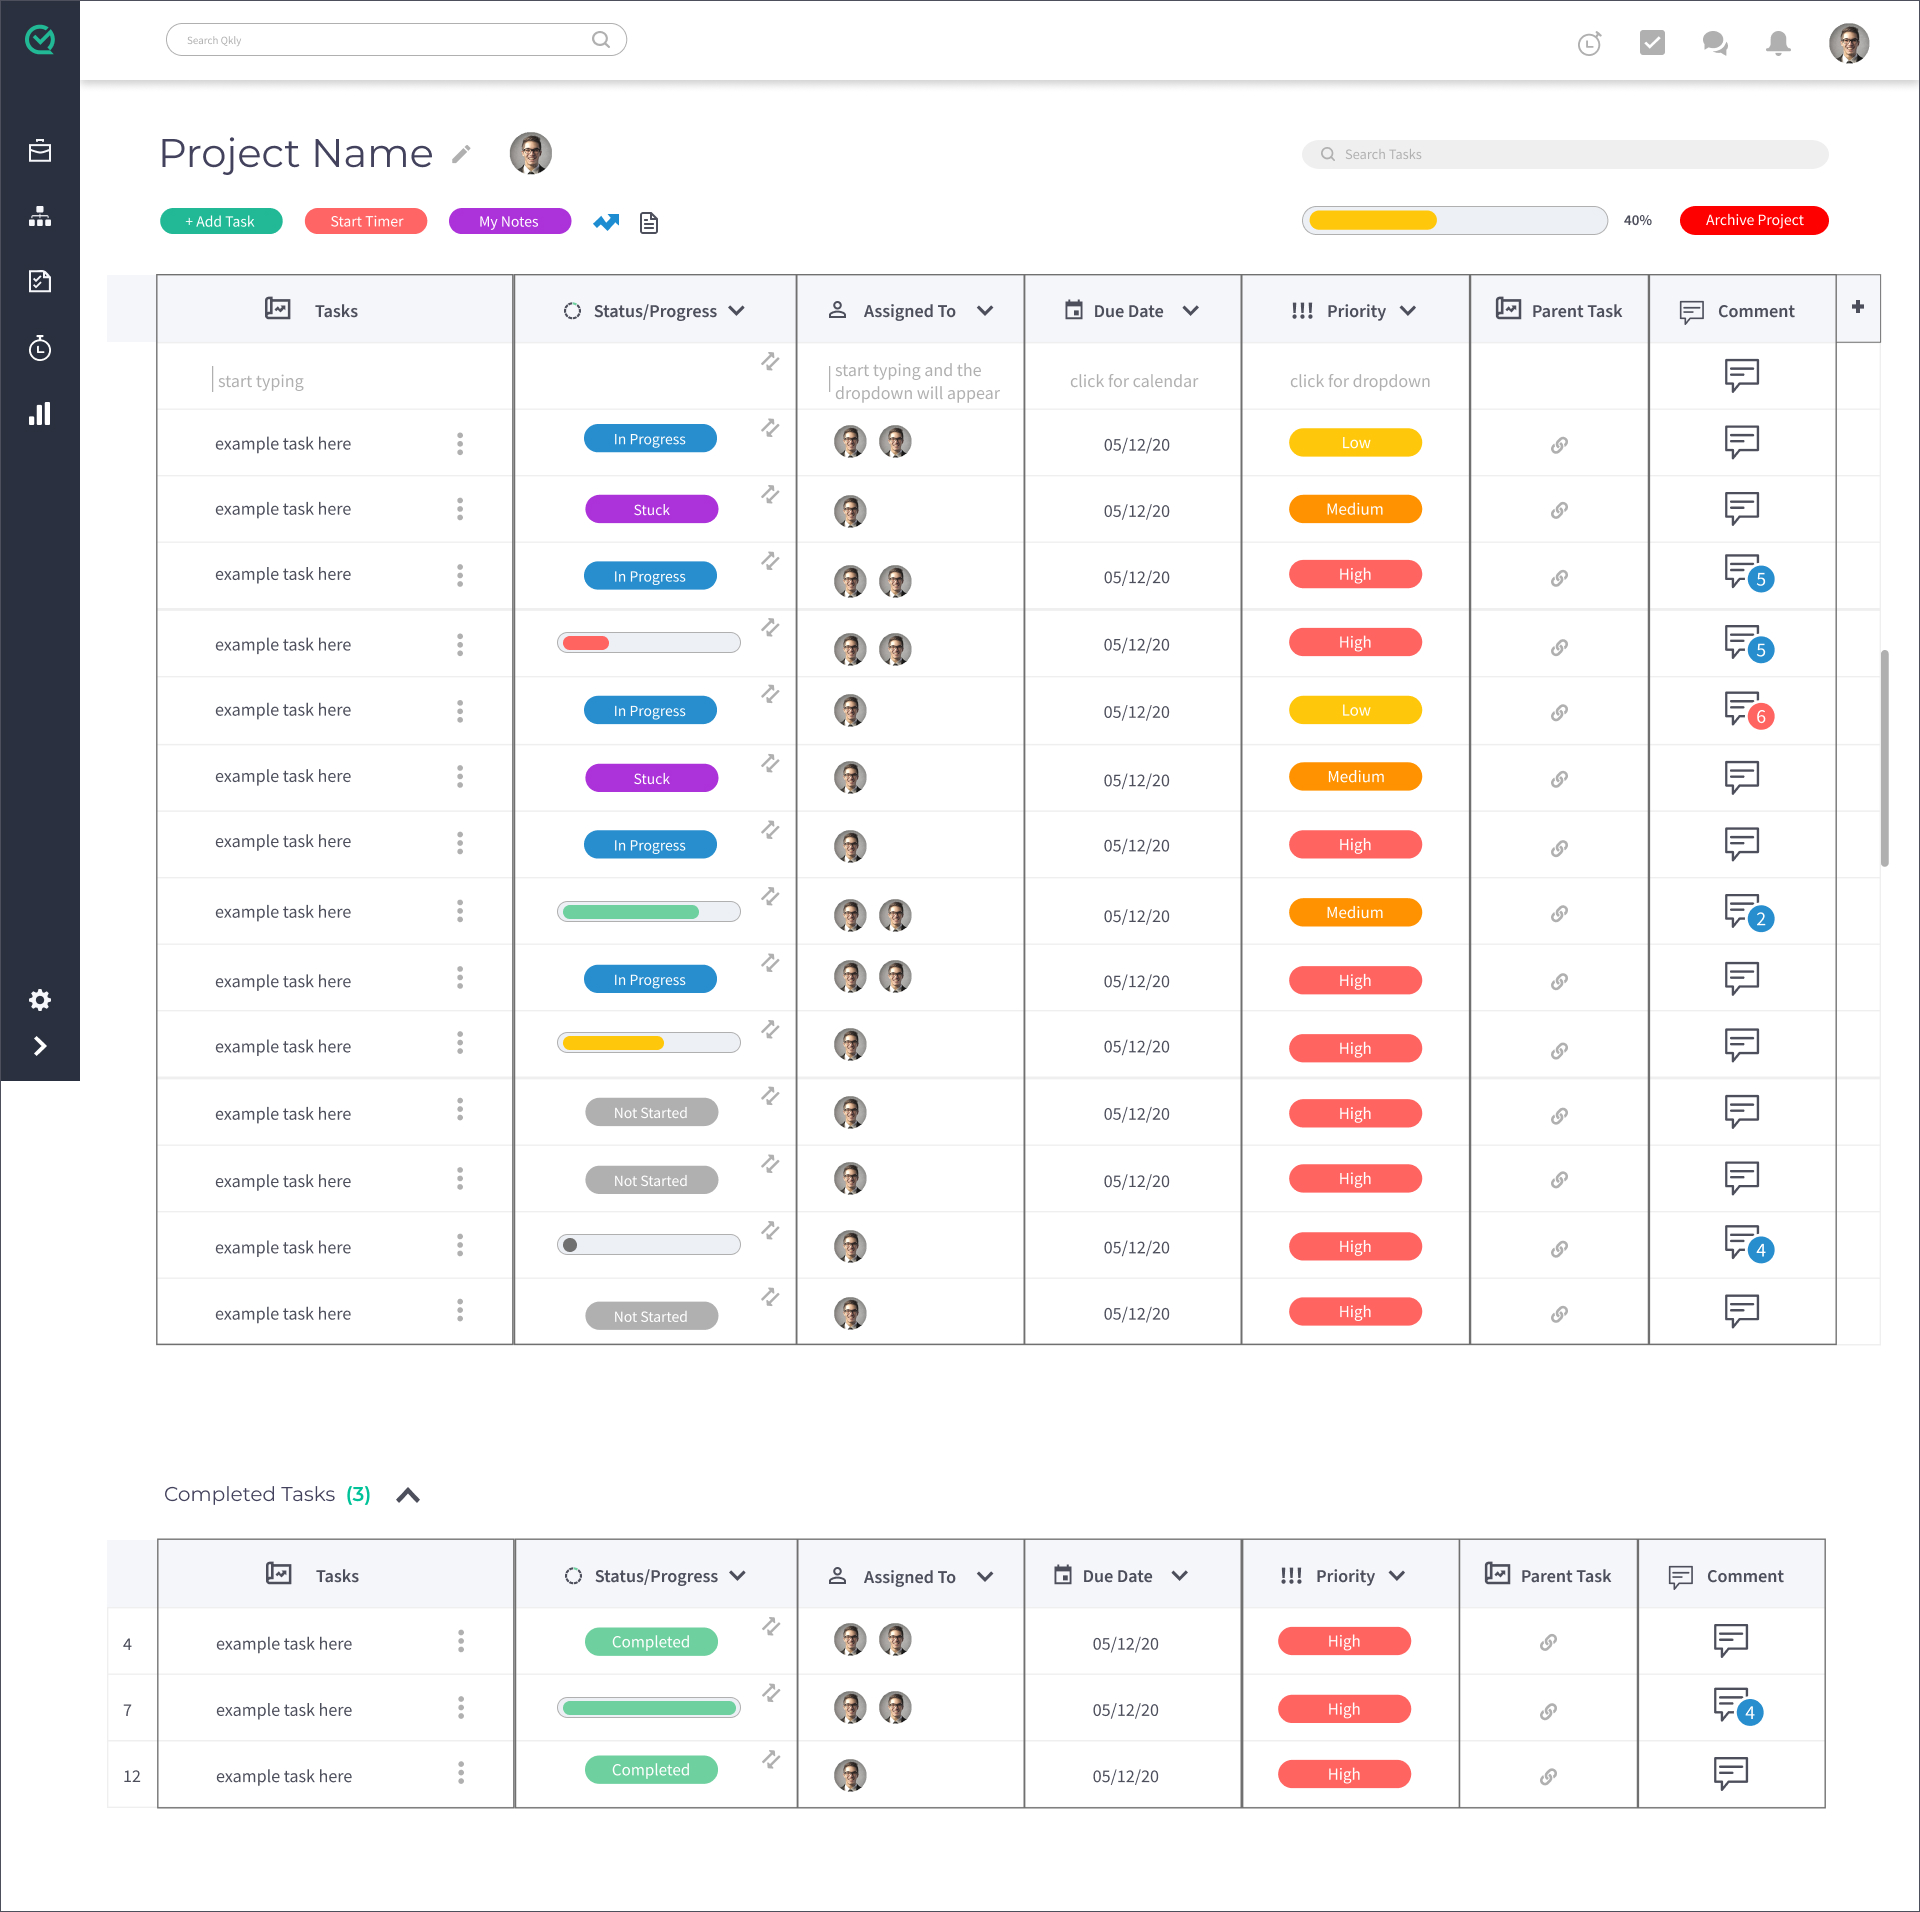 Search Qkly
Project Name
Search Tasks
+ Add Task
Start Timer
My Notes
40%
Archive Project
Tasks Status/Progress Assigned To Due Date Priority Parent Task Comment +
start typing
start typing and the
dropdown will appear
click for calendar
click for dropdown
example task here In Progress 05/12/20 Low
example task here Stuck 05/12/20 Medium
example task here In Progress 05/12/20 High 5
example task here 05/12/20 High 5
example task here In Progress 05/12/20 Low 6
example task here Stuck 05/12/20 Medium
example task here In Progress 05/12/20 High
example task here 05/12/20 Medium 2
example task here In Progress 05/12/20 High
example task here 05/12/20 High
example task here Not Started 05/12/20 High
example task here Not Started 05/12/20 High
example task here 05/12/20 High 4
example task here Not Started 05/12/20 High
Completed Tasks (3)
Tasks Status/Progress Assigned To Due Date Priority Parent Task Comment
4 example task here Completed 05/12/20 High
7 example task here 05/12/20 High 4
12 example task here Completed 05/12/20 High